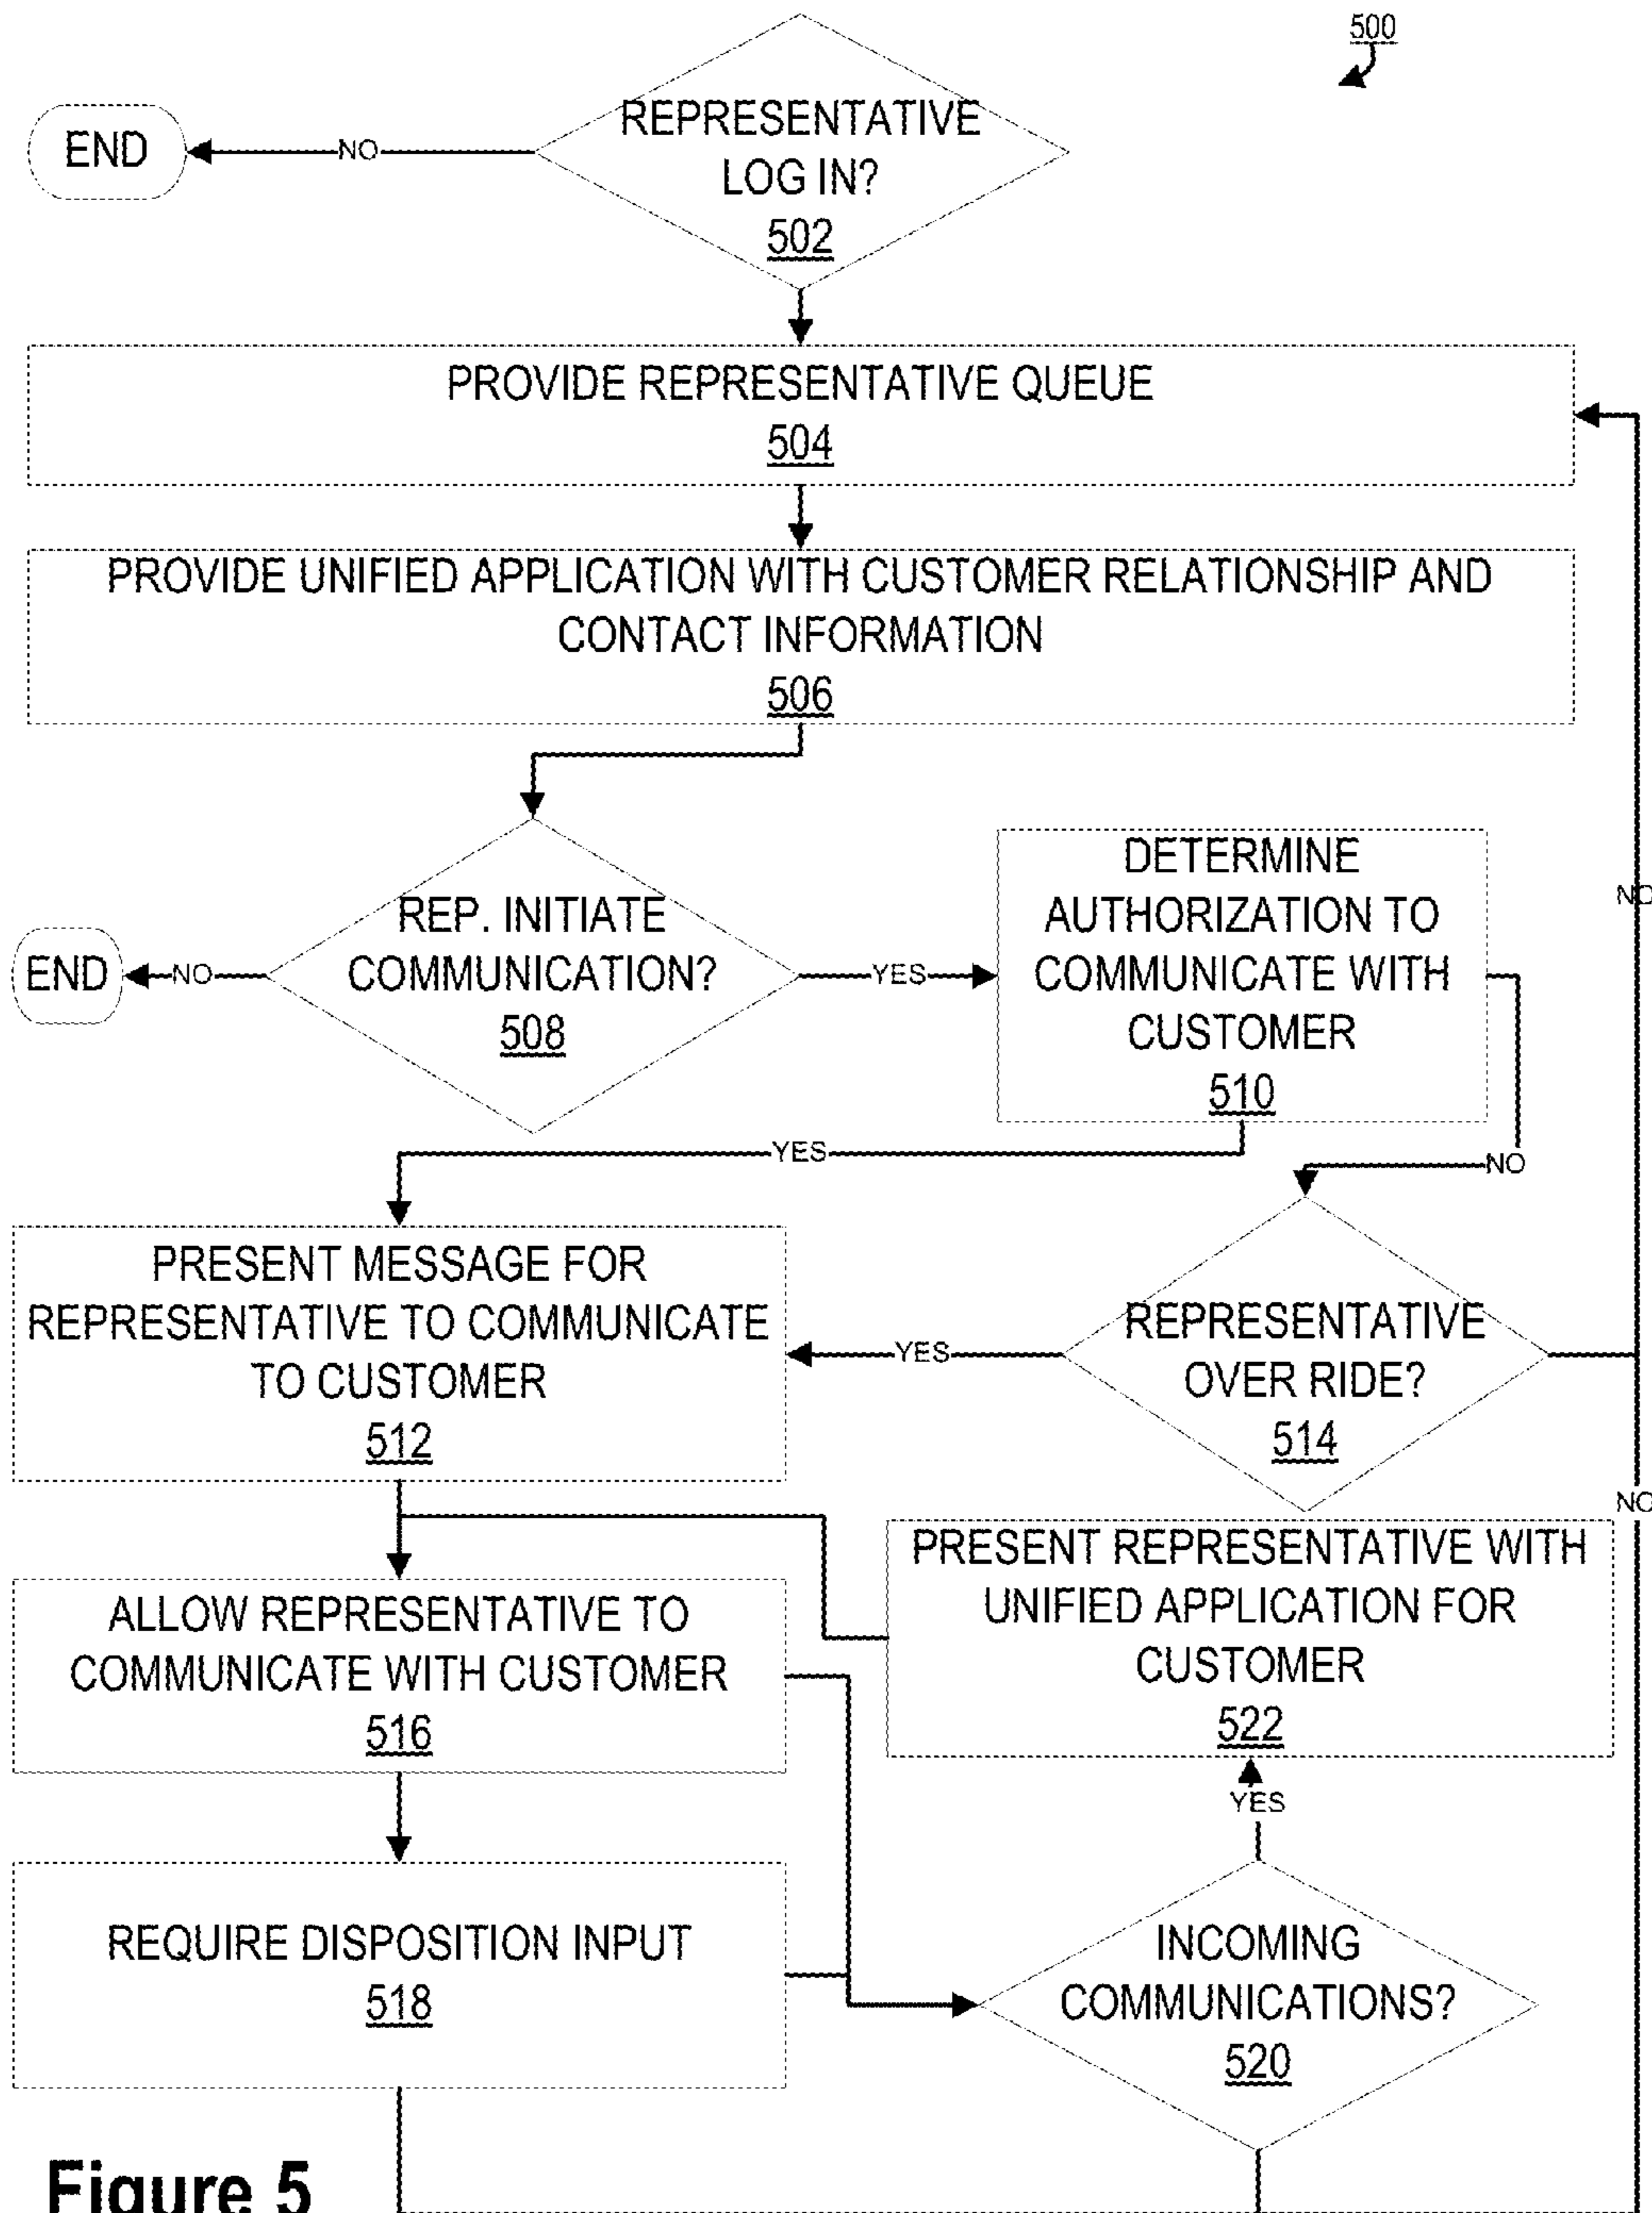 500
REPRESENTATIVE
LOG IN?
502
NO
END
PROVIDE REPRESENTATIVE QUEUE
504
PROVIDE UNIFIED APPLICATION WITH CUSTOMER RELATIONSHIP AND
CONTACT INFORMATION
506
REP. INITIATE
COMMUNICATION?
508
NO
END
YES
DETERMINE
AUTHORIZATION TO
COMMUNICATE WITH
CUSTOMER
510
NO
YES
NO
PRESENT MESSAGE FOR
REPRESENTATIVE TO COMMUNICATE
TO CUSTOMER
512
YES
REPRESENTATIVE
OVER RIDE?
514
NO
ALLOW REPRESENTATIVE TO
COMMUNICATE WITH CUSTOMER
516
PRESENT REPRESENTATIVE WITH
UNIFIED APPLICATION FOR
CUSTOMER
522
YES
REQUIRE DISPOSITION INPUT
518
INCOMING
COMMUNICATIONS?
520
Figure 5